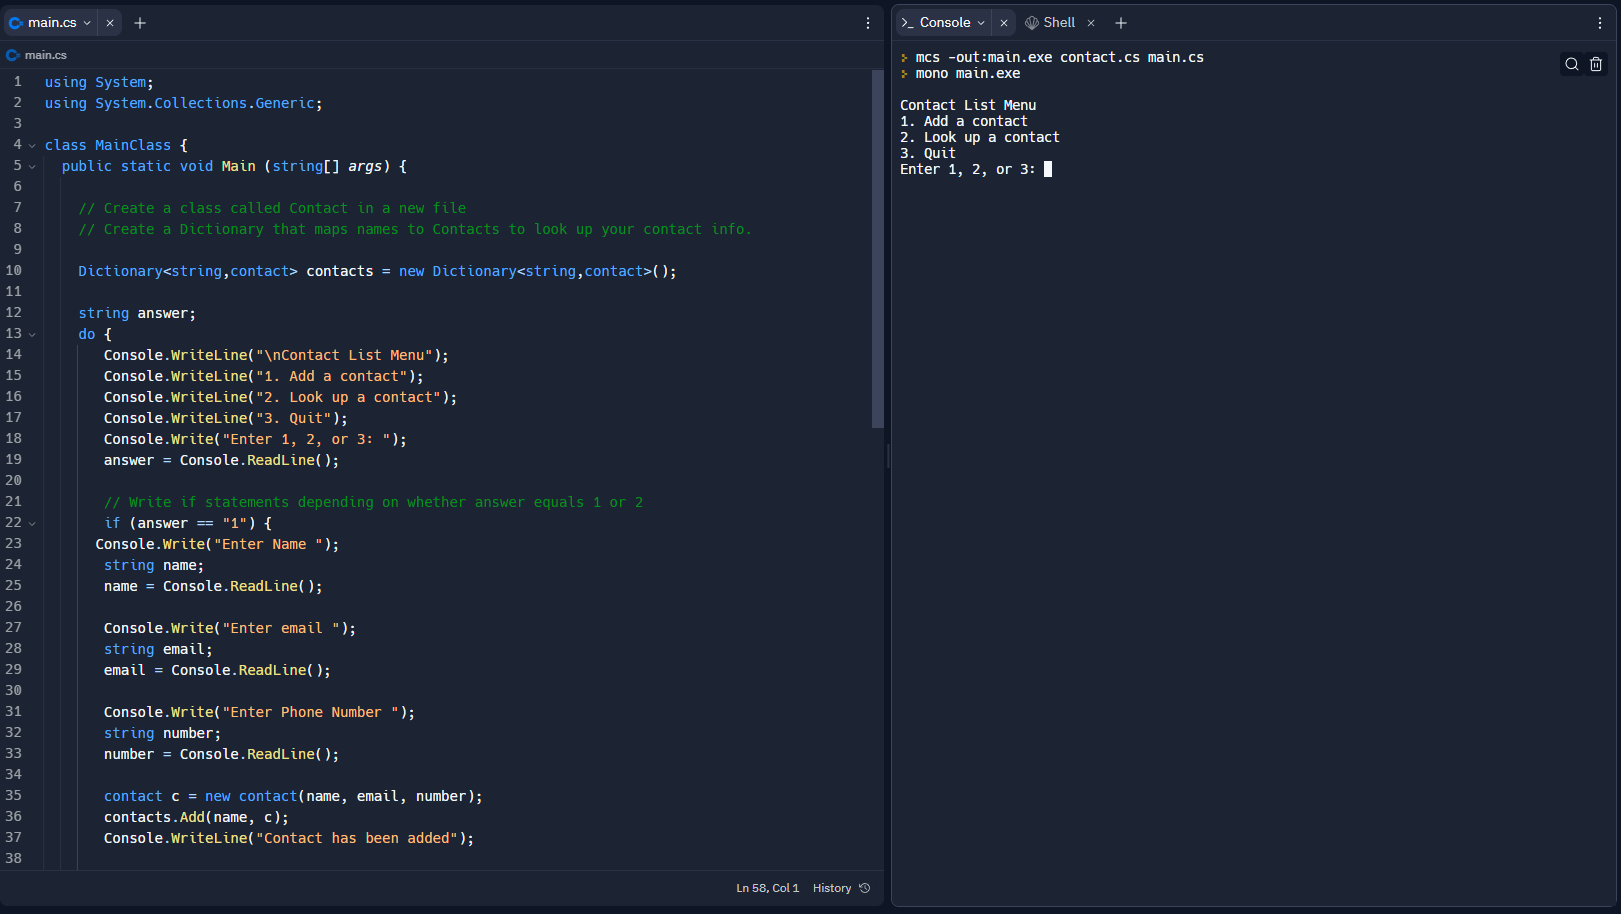 main.cs
main.cs
1 using System;
2 using System.Collections.Generic;
3
4 class MainClass {
5 public static void Main (string[] args) {
6
7 // Create a class called Contact in a new file
8 // Create a Dictionary that maps names to Contacts to look up your contact info.
9
10 Dictionary<string,contact> contacts = new Dictionary<string,contact>();
11
12 string answer;
13 do {
14 Console.WriteLine("\nContact List Menu");
15 Console.WriteLine("1. Add a contact");
16 Console.WriteLine("2. Look up a contact");
17 Console.WriteLine("3. Quit");
18 Console.Write("Enter 1, 2, or 3: ");
19 answer = Console.ReadLine();
20
21 // Write if statements depending on whether answer equals 1 or 2
22 if (answer == "1") {
23 Console.Write("Enter Name ");
24 string name;
25 name = Console.ReadLine();
26
27 Console.Write("Enter email ");
28 string email;
29 email = Console.ReadLine();
30
31 Console.Write("Enter Phone Number ");
32 string number;
33 number = Console.ReadLine();
34
35 contact c = new contact(name, email, number);
36 contacts.Add(name, c);
37 Console.WriteLine("Contact has been added");
38
Ln 58, Col 1 History
>_ Console
Shell
mcs -out:main.exe contact.cs main.cs
mono main.exe
Contact List Menu
1. Add a contact
2. Look up a contact
3. Quit
Enter 1, 2, or 3: